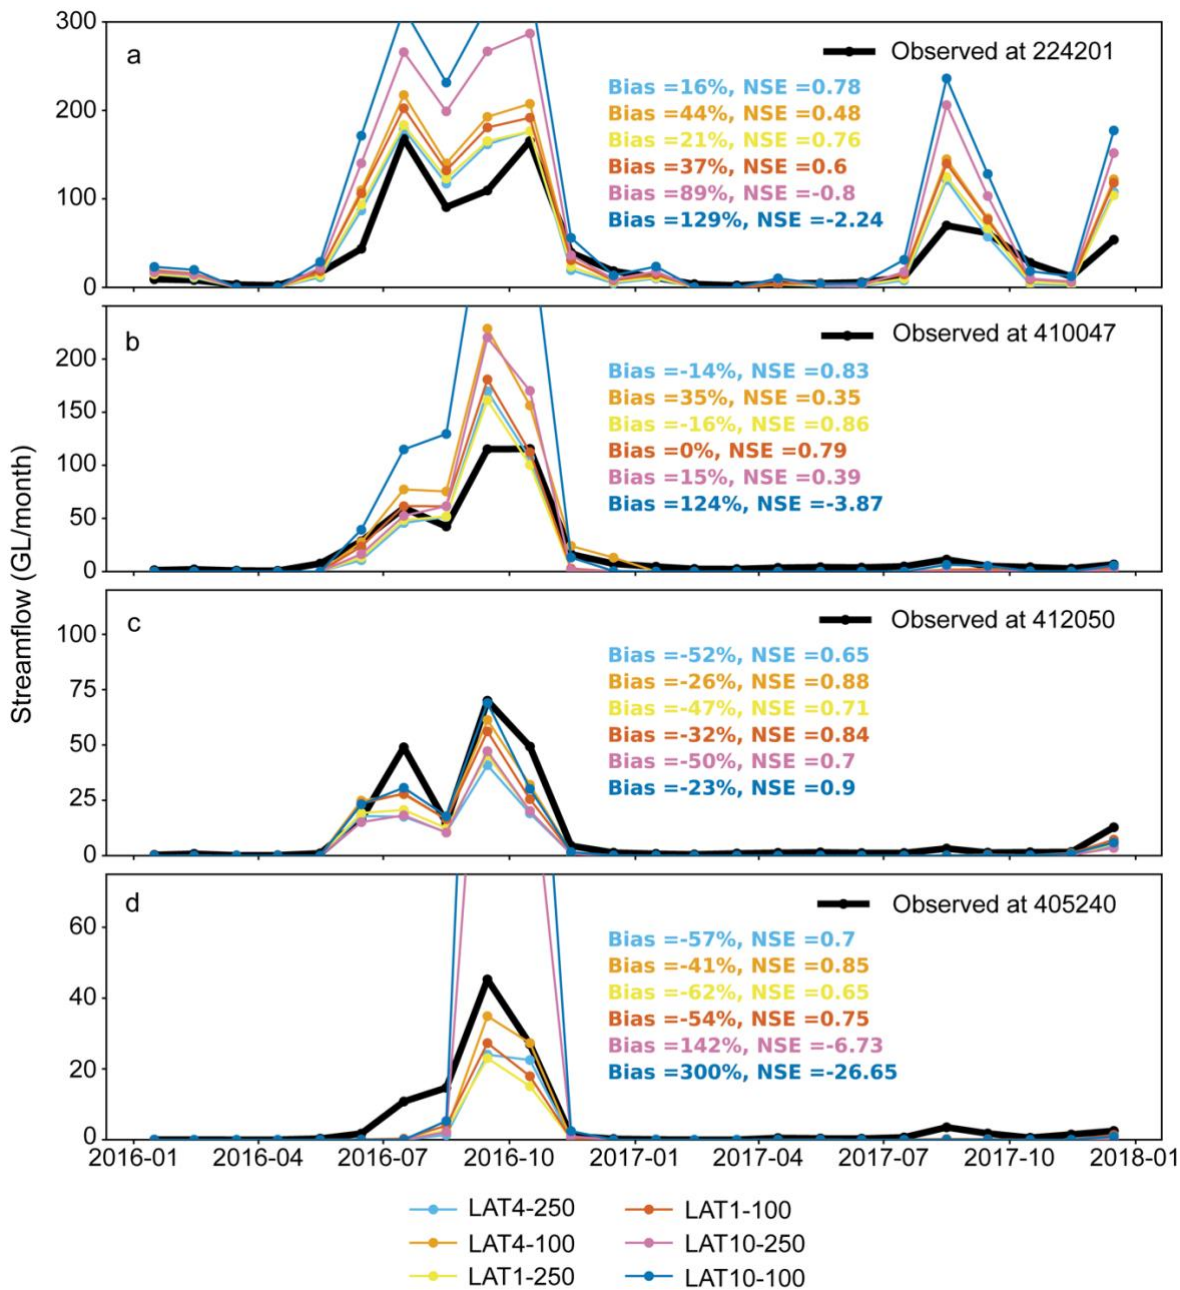 Streamflow (GL/month)
300
200
100
0
a
Observed at 224201
Bias =16%, NSE =0.78
Bias =44%, NSE =0.48
Bias =21%, NSE =0.76
Bias =37%, NSE =0.6
Bias =89%, NSE =-0.8
Bias =129%, NSE =-2.24
200
150
100
50
0
b
Observed at 410047
Bias =-14%, NSE =0.83
Bias =35%, NSE =0.35
Bias =-16%, NSE =0.86
Bias =0%, NSE =0.79
Bias =15%, NSE =0.39
Bias =124%, NSE =-3.87
100
75
50
25
0
c
Observed at 412050
Bias =-52%, NSE =0.65
Bias =-26%, NSE =0.88
Bias =-47%, NSE =0.71
Bias =-32%, NSE =0.84
Bias =-50%, NSE =0.7
Bias =-23%, NSE =0.9
60
40
20
0
d
Observed at 405240
Bias =-57%, NSE =0.7
Bias =-41%, NSE =0.85
Bias =-62%, NSE =0.65
Bias =-54%, NSE =0.75
Bias =142%, NSE =-6.73
Bias =300%, NSE =-26.65
2016-01 2016-04 2016-07 2016-10 2017-01 2017-04 2017-07 2017-10 2018-01
LAT4-250
LAT4-100
LAT1-250
LAT1-100
LAT10-250
LAT10-100